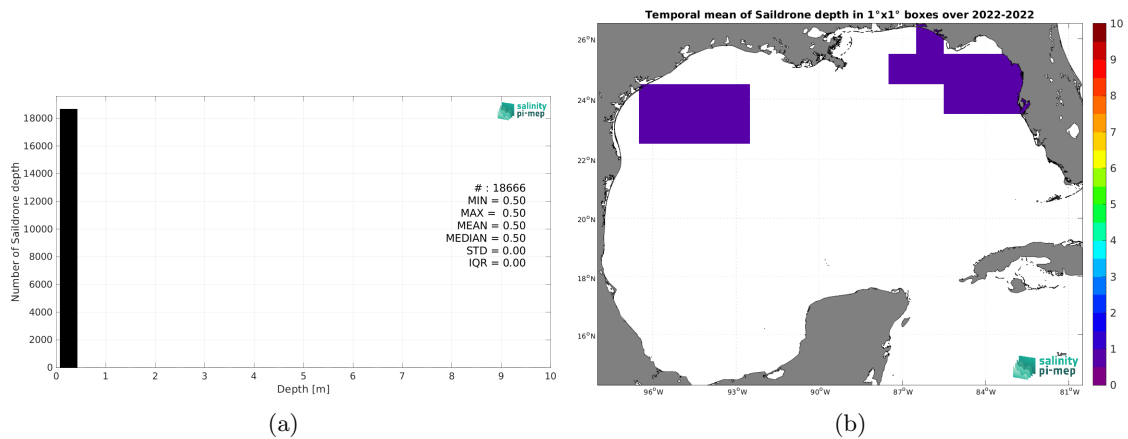 18000
16000
14000
12000
10000
8000
6000
4000
2000
0
Number of Saildrone depth
salinity
pi-mep
# : 18666
MIN = 0.50
MAX = 0.50
MEAN = 0.50
MEDIAN = 0.50
STD = 0.00
IQR = 0.00
0 1 2 3 4 5 6 7 8 9 10
Depth [m]
(a)
Temporal mean of Saildrone depth in 1°x1° boxes over 2022-2022
26°N
24°N
22°N
20°N
18°N
16°N
96°W 93°W 90°W 87°W 84°W 81°W
salinity
pi-mep
10
9
8
7
6
5
4
3
2
1
0
(b)